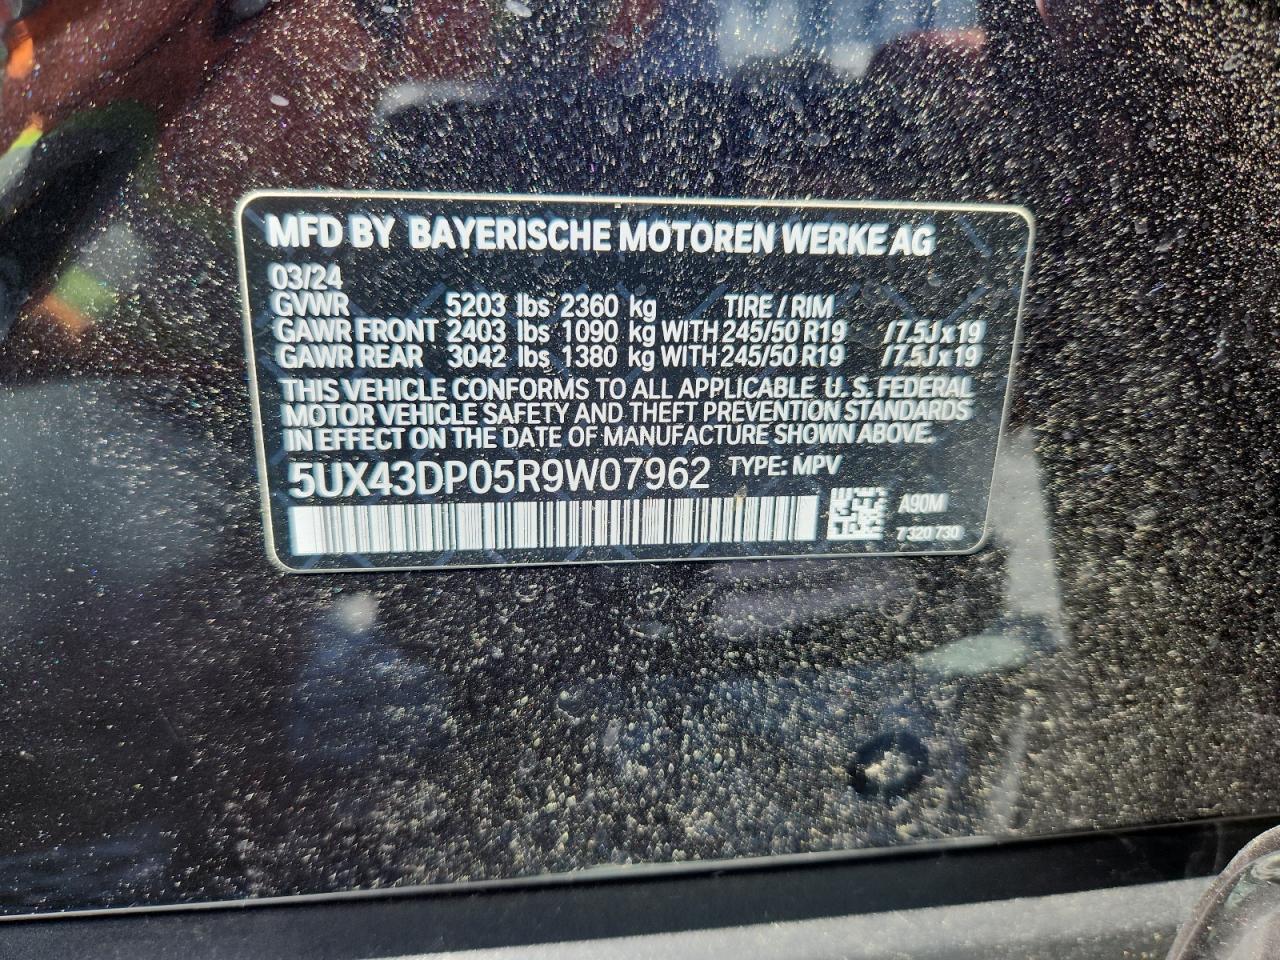 MFD BY BAYERISCHE MOTOREN WERKE AG
03/24
GVWR 5203 lbs 2360 kg TIRE / RIM
GAWR FRONT 2403 lbs 1090 kg WITH 245/50 R19 /7.5J x 19
GAWR REAR 3042 lbs 1380 kg WITH 245/50 R19 /7.5J x 19
THIS VEHICLE CONFORMS TO ALL APPLICABLE U.S. FEDERAL
MOTOR VEHICLE SAFETY AND THEFT PREVENTION STANDARDS
IN EFFECT ON THE DATE OF MANUFACTURE SHOWN ABOVE.
5UX43DP05R9W07962 TYPE: MPV
A90M
7320730